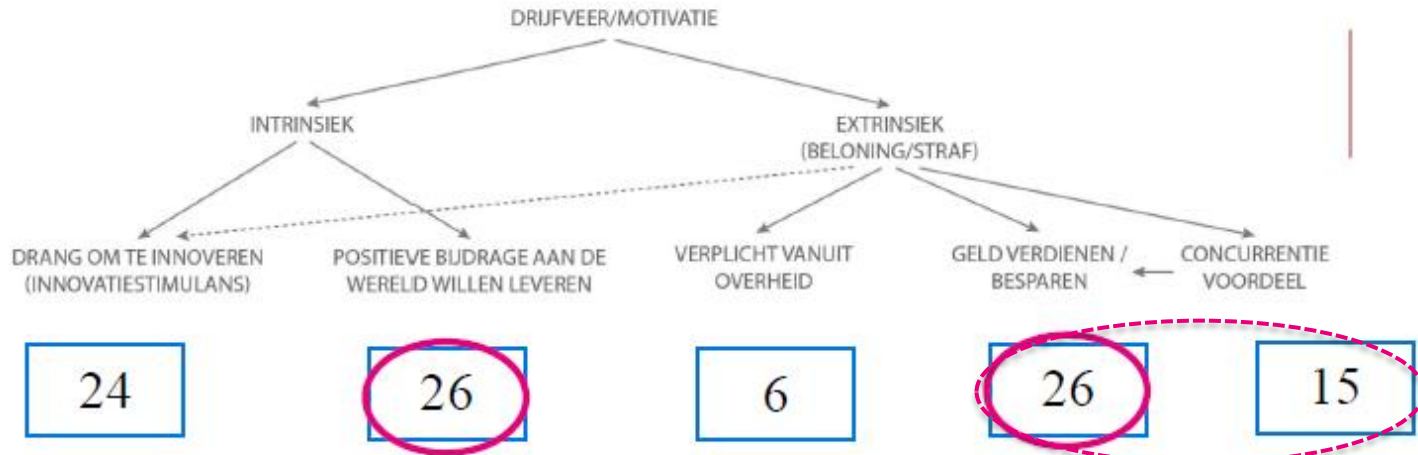 DRIJFVEER/MOTIVATIE
INTRINSIEK
EXTRINSIEK
(BELONING/STRAF)
DRANG OM TE INNOVEREN
(INNOVATIESTIMULANS)
POSITIEVE BIJDRAGE AAN DE
WERELD WILLEN LEVEREN
VERPLICHT VANUIT
OVERHEID
GELD VERDIENEN /
BESPAREN
CONCURRENTIE
VOORDEEL
24
26
6
26
15